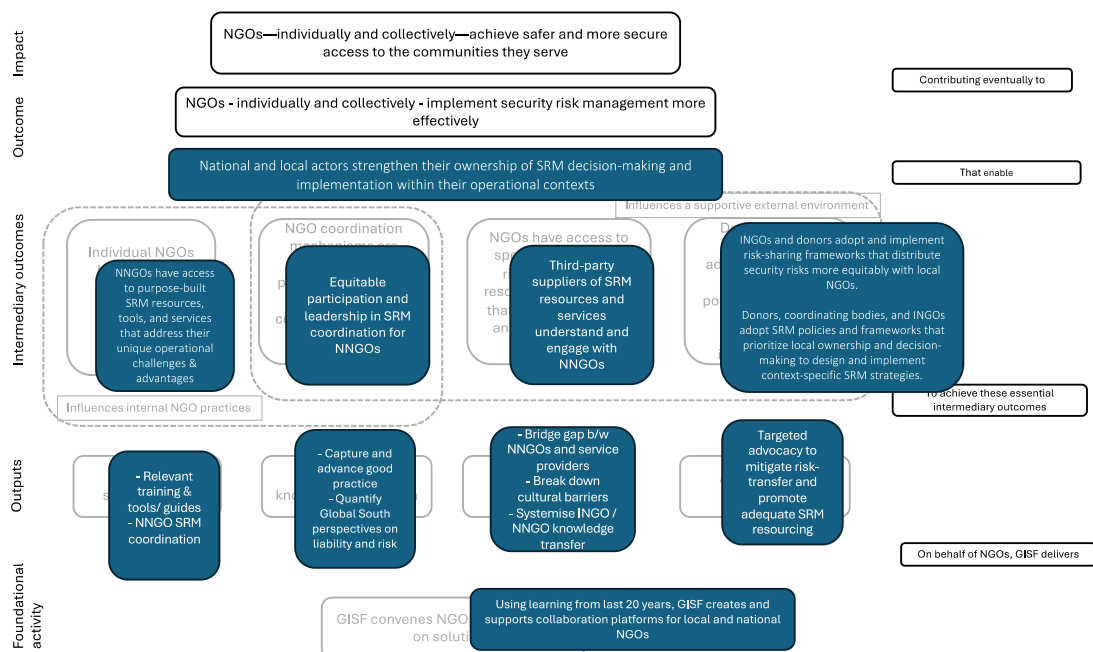 Impact
NGOs—individually and collectively—achieve safer and more secure
access to the communities they serve
Contributing eventually to
Outcome
NGOs - individually and collectively - implement security risk management more
effectively
National and local actors strengthen their ownership of SRM decision-making and
implementation within their operational contexts
That enable
Intermediary outcomes
Influences a supportive external environment
Individual NGOs
NNGOs have access
to purpose-built
SRM resources,
tools, and services
that address their
unique operational
challenges &
advantages
NGO coordination
Equitable
participation and
leadership in SRM
coordination for
NNGOs
NGOs have access to
Third-party
suppliers of SRM
resources and
services
understand and
engage with
NNGOs
INGOs and donors adopt and implement
risk-sharing frameworks that distribute
security risks more equitably with local
NGOs.
Donors, coordinating bodies, and INGOs
adopt SRM policies and frameworks that
prioritize local ownership and decision-
making to design and implement
context-specific SRM strategies.
Influences internal NGO practices
To achieve these essential
intermediary outcomes
Outputs
- Relevant
training &
tools/ guides
- NNGO SRM
coordination
- Capture and
advance good
practice
- Quantify
Global South
perspectives on
liability and risk
- Bridge gap b/w
NNGOs and service
providers
- Break down
cultural barriers
- Systemise INGO /
NNGO knowledge
transfer
Targeted
advocacy to
mitigate risk-
transfer and
promote
adequate SRM
resourcing
On behalf of NGOs, GISF delivers
Foundational
activity
GISF convenes NGO
on
Using learning from last 20 years, GISF creates and
supports collaboration platforms for local and national
NGOs